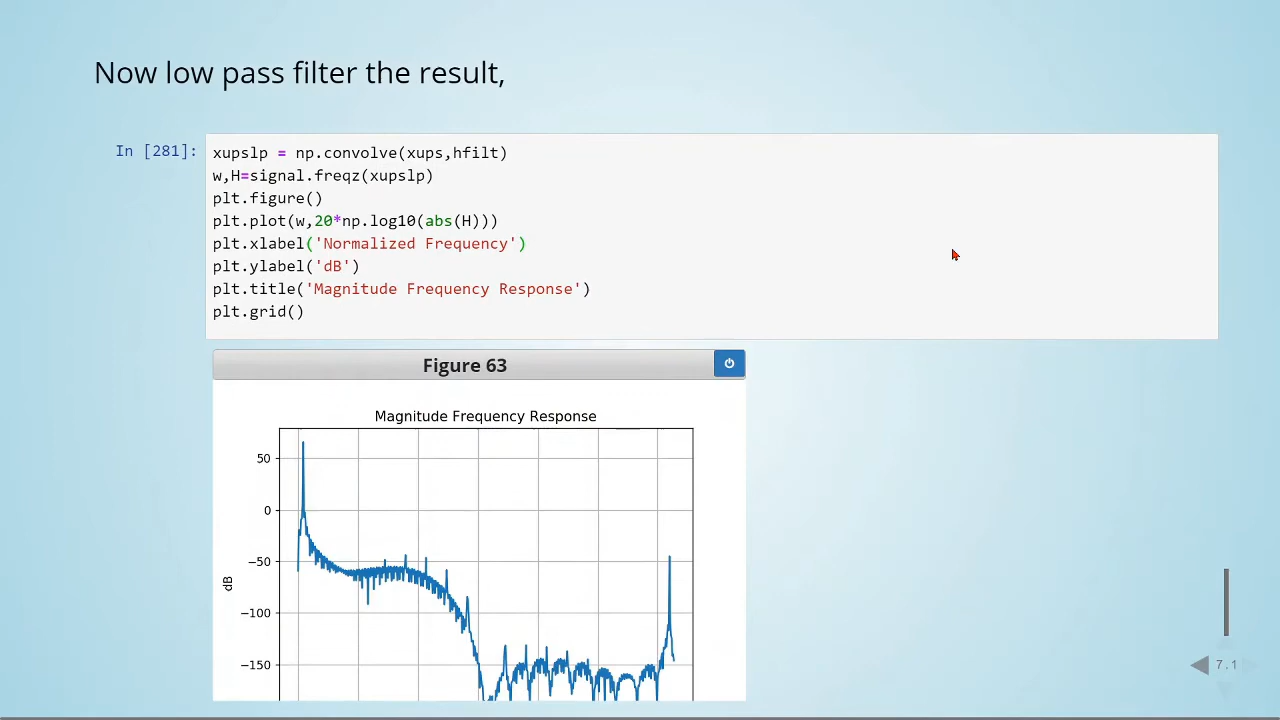 Now low pass filter the result,
In [281]:
xupslp = np.convolve(xups,hfilt)
w,H=signal.freqz(xupslp)
plt.figure()
plt.plot(w,20*np.log10(abs(H)))
plt.xlabel('Normalized Frequency')
plt.ylabel('dB')
plt.title('Magnitude Frequency Response')
plt.grid()
Figure 63
Magnitude Frequency Response
50
0
−50
−100
−150
dB
7.1